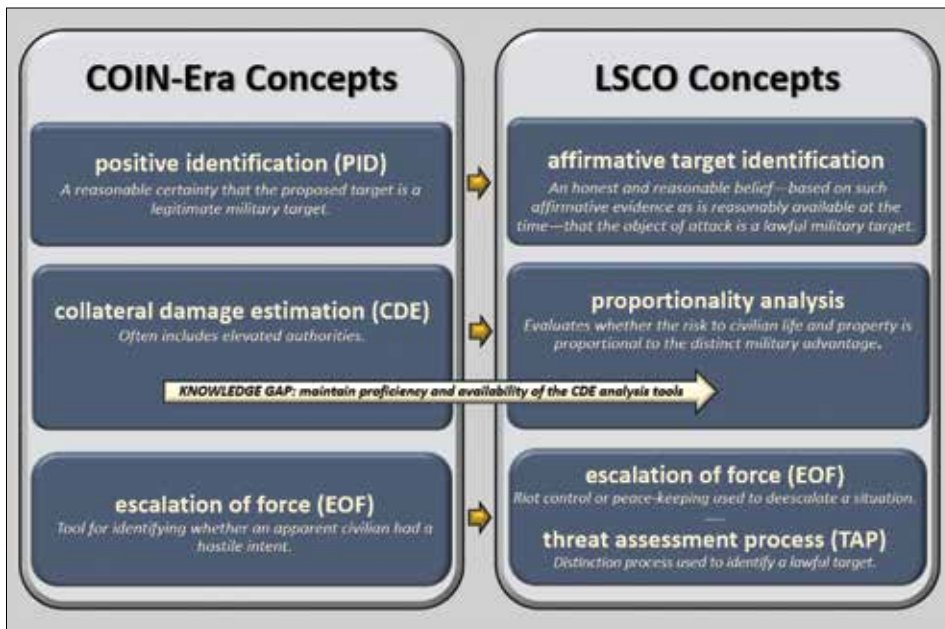 COIN-Era Concepts
positive identification (PID)
A reasonable certainty that the proposed target is a
legitimate military target.
collateral damage estimation (CDE)
Often includes elevated authorities.
escalation of force (EOF)
Tool for identifying whether an apparent civilian had a
hostile intent.
KNOWLEDGE GAP: maintain proficiency and availability of the CDE analysis tools
LSCO Concepts
affirmative target identification
An honest and reasonable belief—based on such
affirmative evidence as is reasonably available at the
time—that the object of attack is a lawful military target.
proportionality analysis
Evaluates whether the risk to civilian life and property is
proportional to the distinct military advantage.
escalation of force (EOF)
Riot control or peace-keeping used to deescalate a situation.
threat assessment process (TAP)
Distinction process used to identify a lawful target.